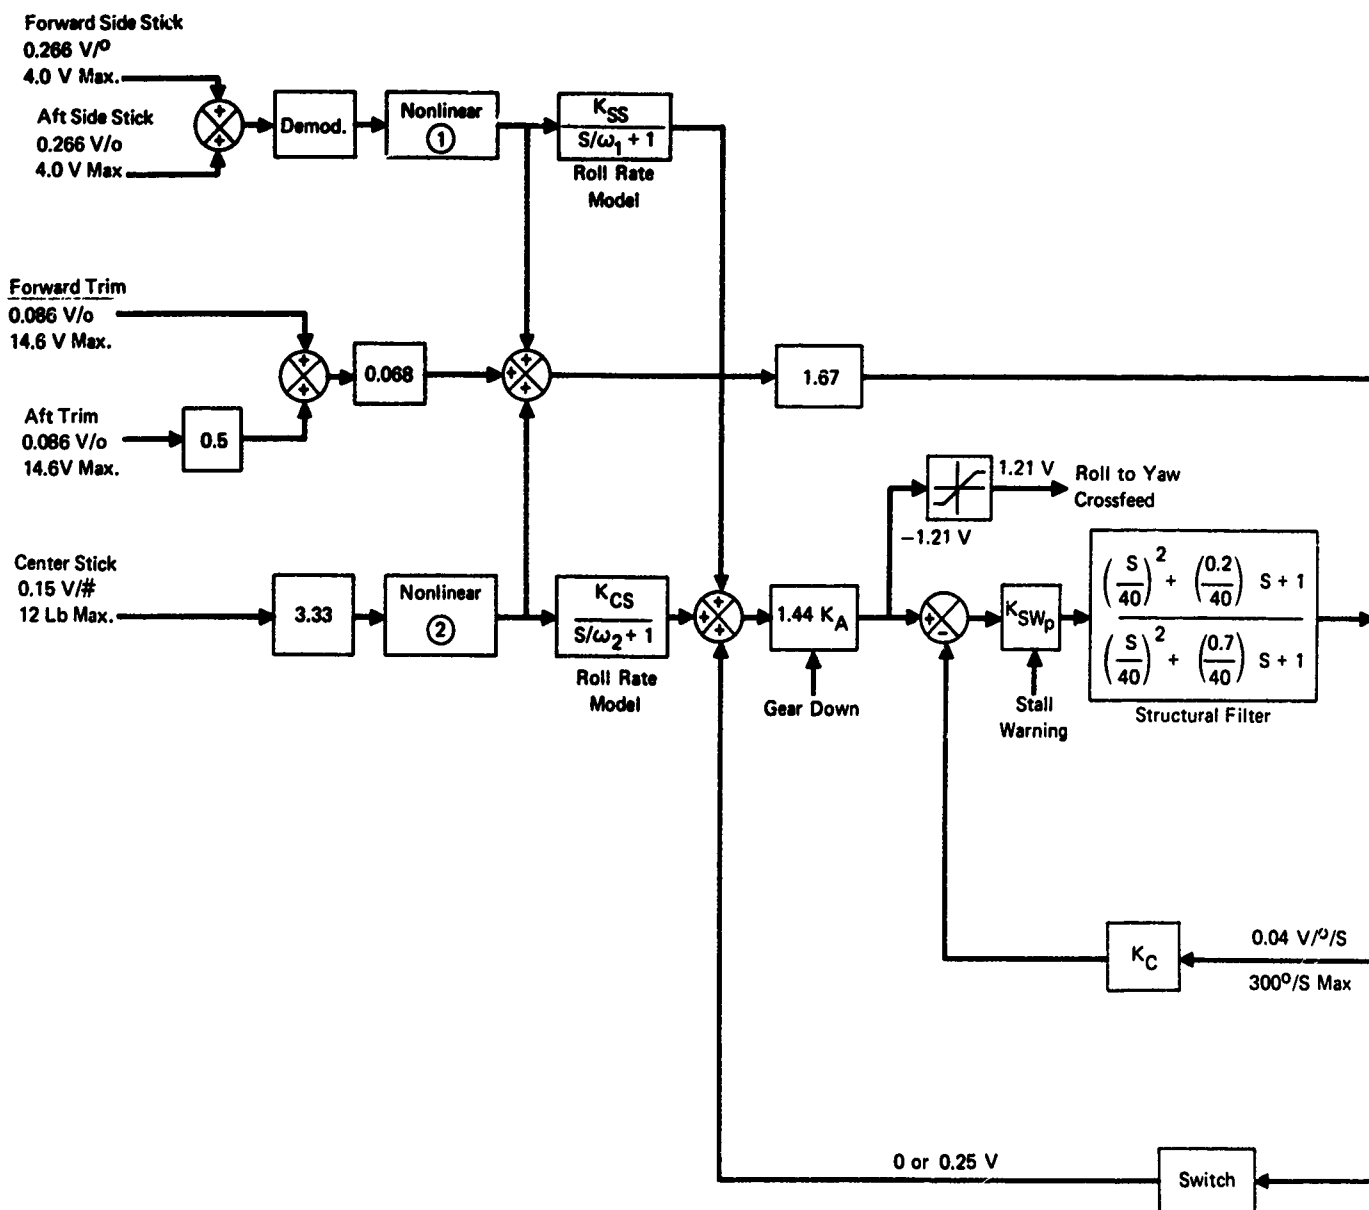 Forward Side Stick
0.266 V/º
4.0 V Max.
Aft Side Stick
0.266 V/o
4.0 V Max
+
+
Demod.
Nonlinear
1
K_SS
S/ω₁ + 1
Roll Rate
Model
Forward Trim
0.086 V/o
14.6 V Max.
Aft Trim
0.086 V/o
14.6V Max.
0.5
+
+
0.068
+
+ +
1.67
1.21 V
−1.21 V
Roll to Yaw
Crossfeed
Center Stick
0.15 V/#
12 Lb Max.
3.33
Nonlinear
2
K_CS
S/ω₂ + 1
Roll Rate
Model
+
+ +
+
1.44 K_A
Gear Down
+
−
K_SWp
Stall
Warning
(S/40)² + (0.2/40) S + 1
(S/40)² + (0.7/40) S + 1
Structural Filter
K_C
0.04 V/º/S
300º/S Max
0 or 0.25 V
Switch